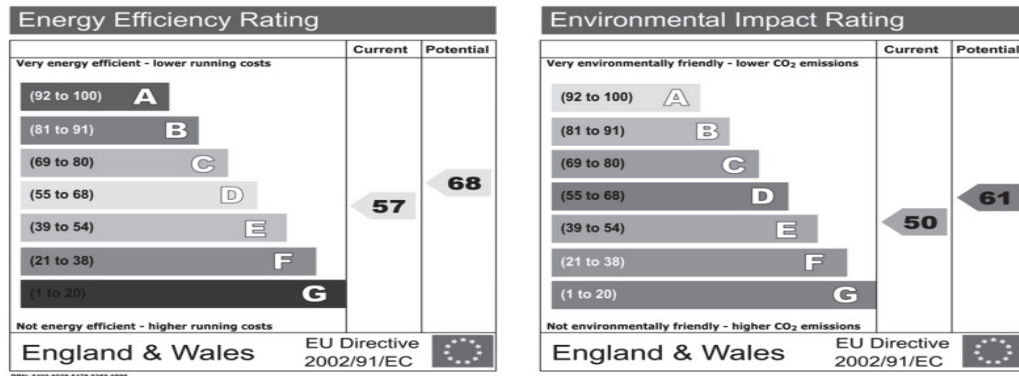 Energy Efficiency Rating
Current Potential
Very energy efficient - lower running costs
(92 to 100) A
(81 to 91) B
(69 to 80) C
(55 to 68) D
(39 to 54) E
(21 to 38) F
(1 to 20) G
57
68
Not energy efficient - higher running costs
England & Wales
EU Directive
2002/91/EC
Environmental Impact Rating
Current Potential
Very environmentally friendly - lower CO₂ emissions
(92 to 100) A
(81 to 91) B
(69 to 80) C
(55 to 68) D
(39 to 54) E
(21 to 38) F
(1 to 20) G
50
61
Not environmentally friendly - higher CO₂ emissions
England & Wales
EU Directive
2002/91/EC